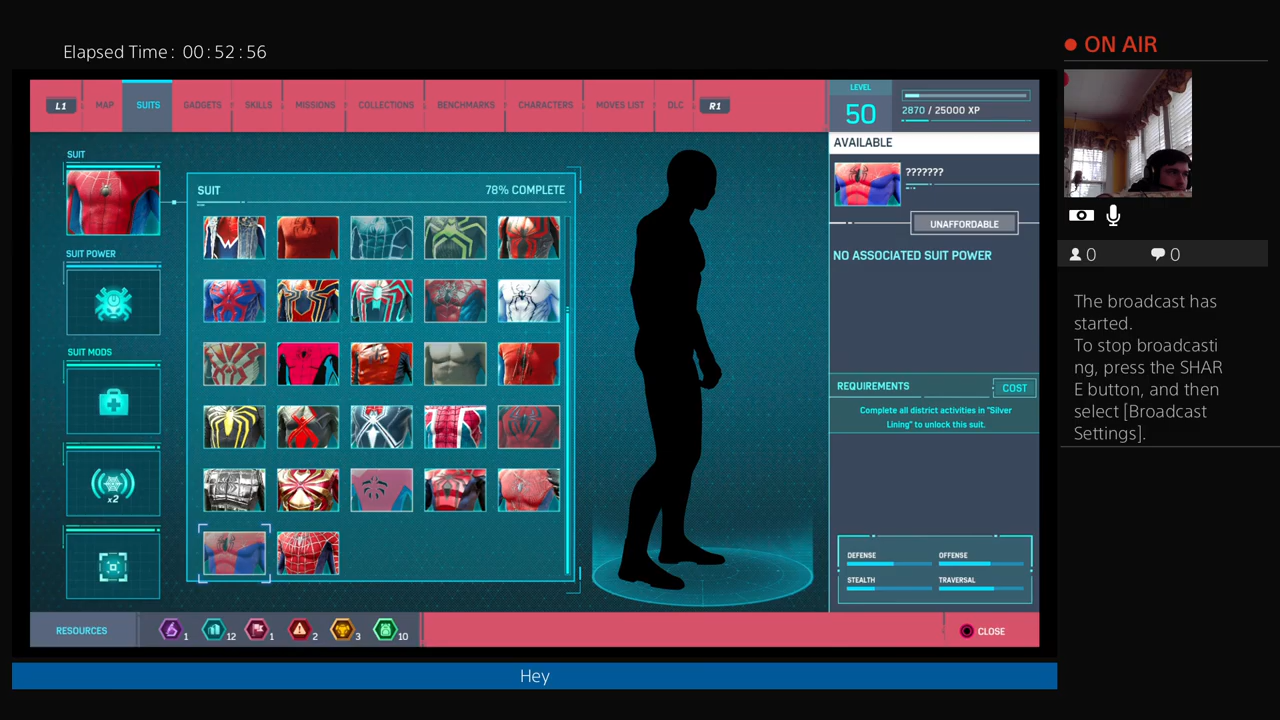 Elapsed Time: 00:52:56
ON AIR
L1 MAP SUITS GADGETS SKILLS MISSIONS COLLECTIONS BENCHMARKS CHARACTERS MOVES LIST DLC R1
LEVEL
50
2870 / 25000 XP
AVAILABLE
SUIT
???????
SUIT 78% COMPLETE
UNAFFORDABLE
SUIT POWER
NO ASSOCIATED SUIT POWER
0 0
The broadcast has
started.
To stop broadcasti
ng, press the SHAR
E button, and then
select [Broadcast
Settings].
SUIT MODS
REQUIREMENTS COST
Complete all district activities in "Silver
Lining" to unlock this suit.
x2
DEFENSE OFFENSE
STEALTH TRAVERSAL
RESOURCES 1 12 1 2 3 10
CLOSE
Hey